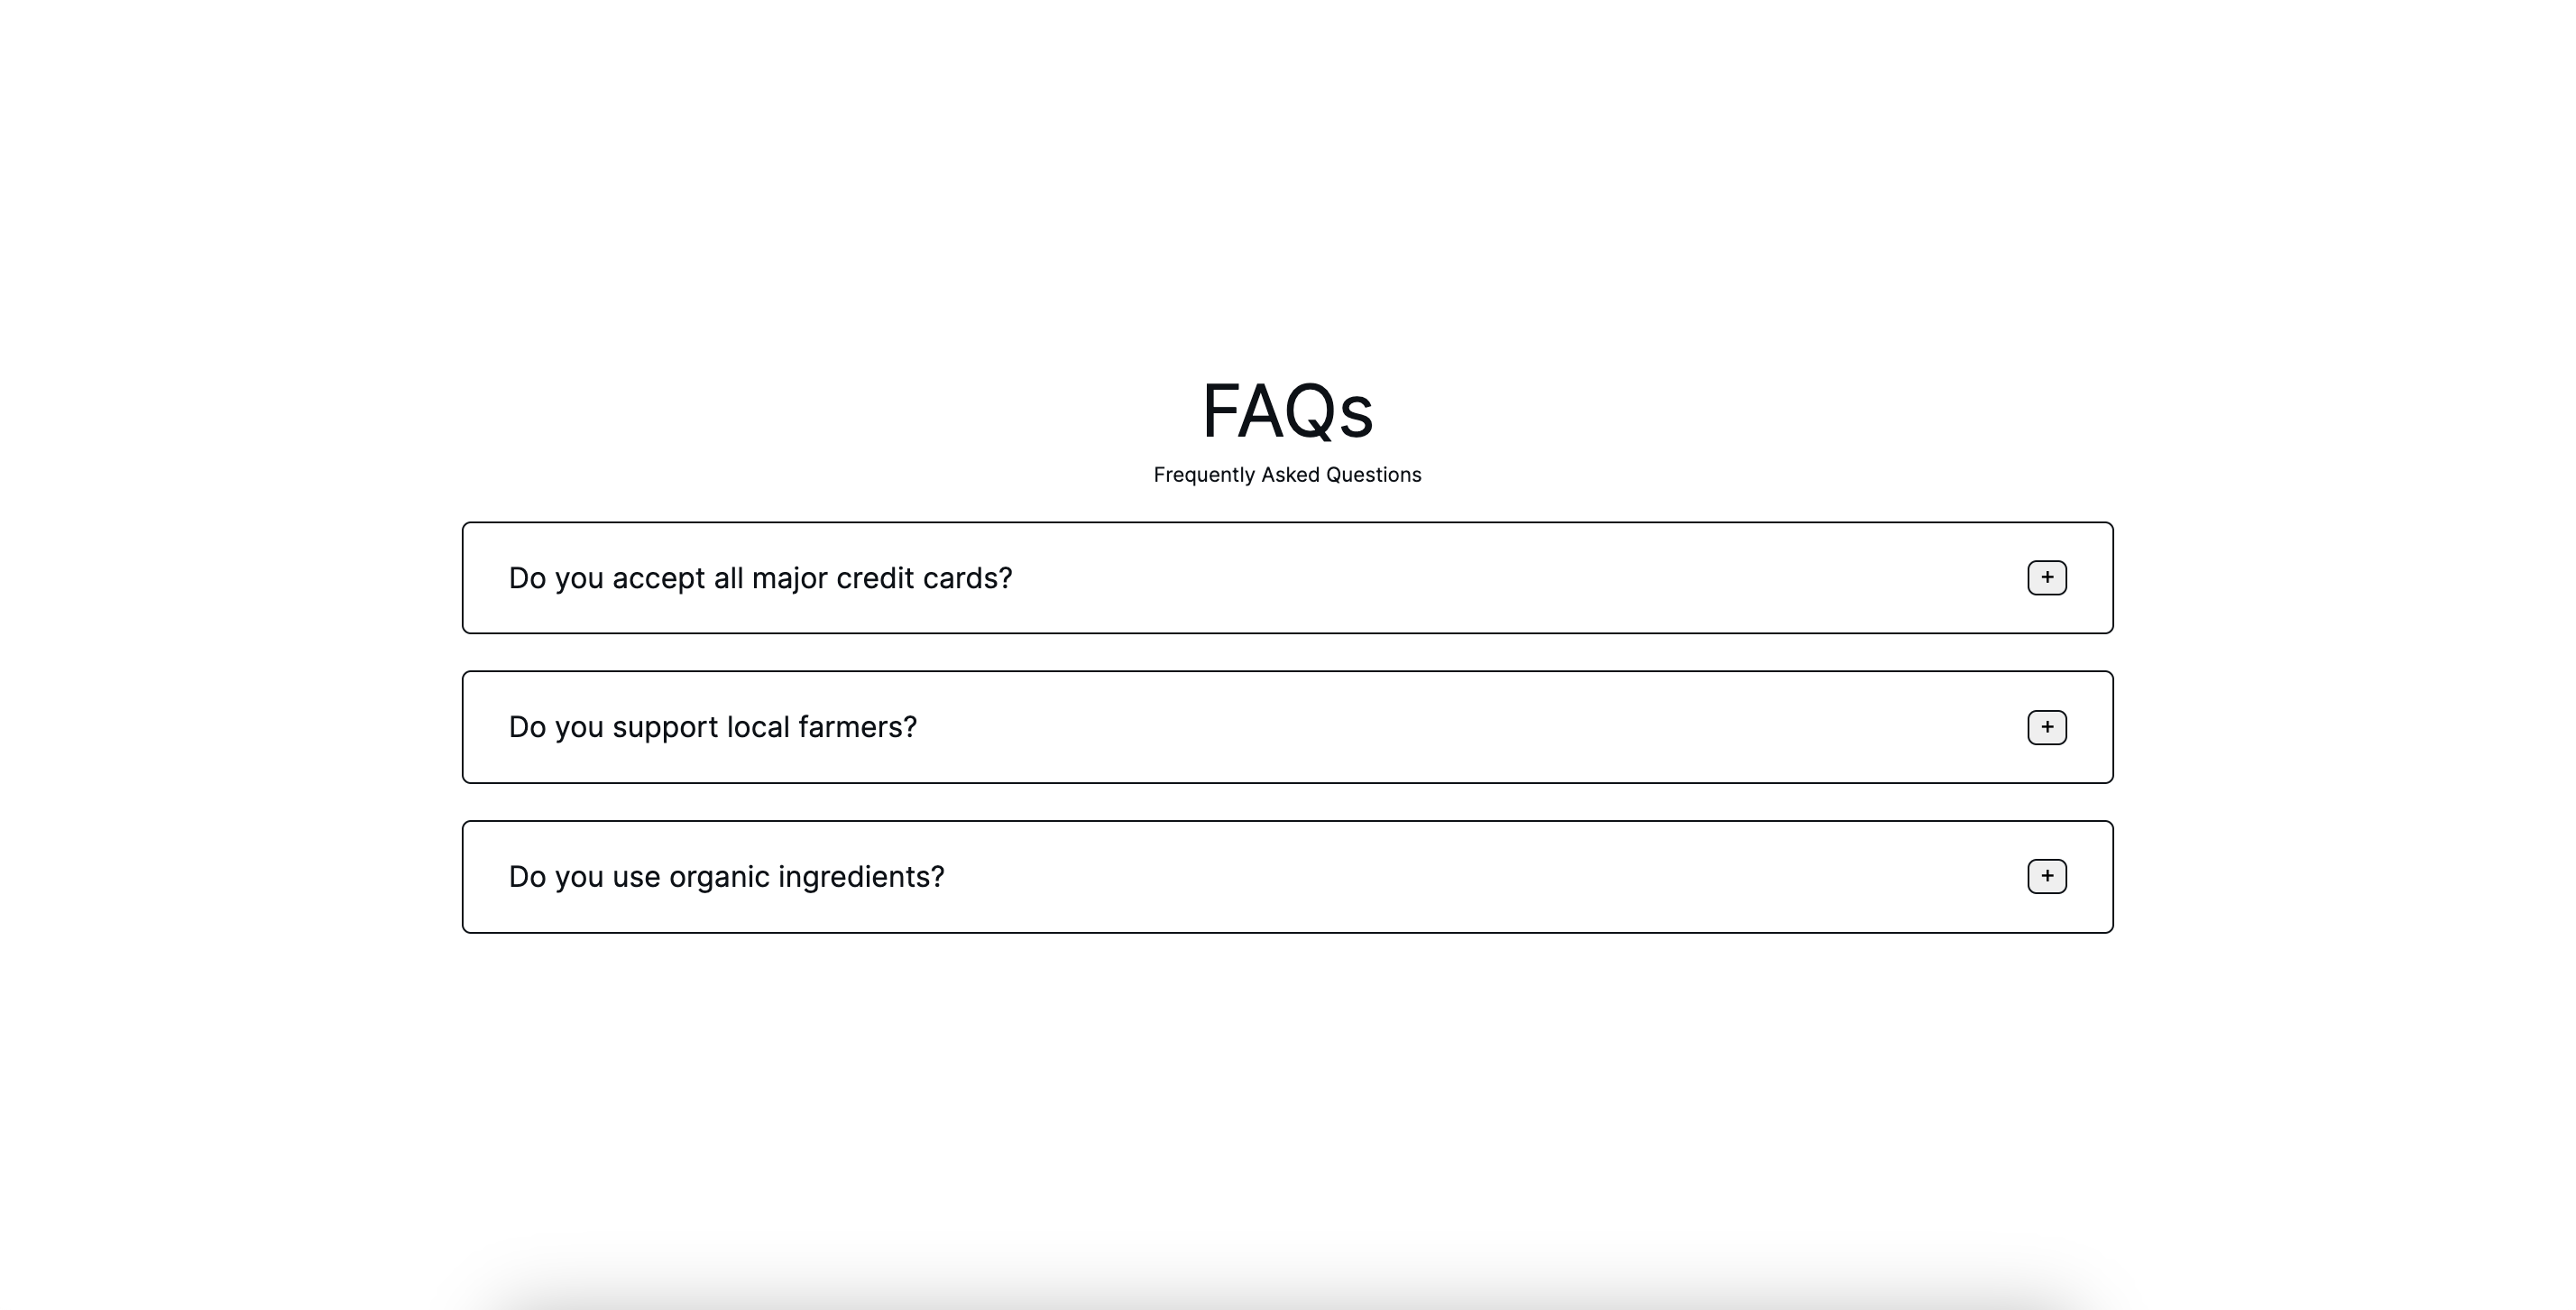 FAQs
Frequently Asked Questions
Do you accept all major credit cards? +
Do you support local farmers? +
Do you use organic ingredients? +